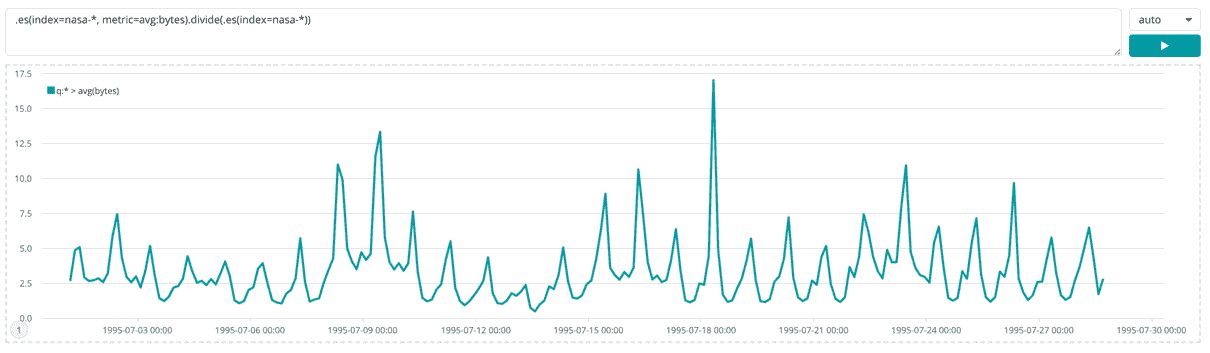 .es(index=nasa-*, metric=avg:bytes).divide(.es(index=nasa-*))
auto
17.5
q:* > avg(bytes)
15.0
12.5
10.0
7.5
5.0
2.5
0.0
1
1995-07-03 00:00 1995-07-06 00:00 1995-07-09 00:00 1995-07-12 00:00 1995-07-15 00:00 1995-07-18 00:00 1995-07-21 00:00 1995-07-24 00:00 1995-07-27 00:00 1995-07-30 00:00